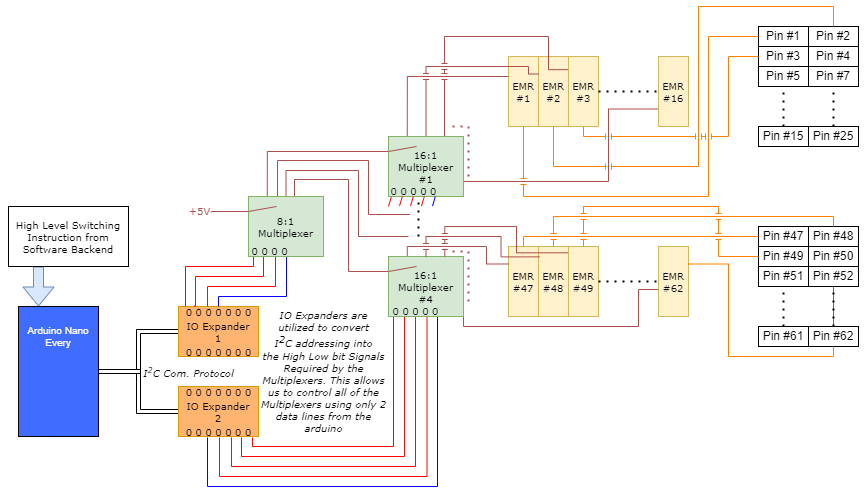 High Level Switching
Instruction from
Software Backend
Arduino Nano
Every
I2C Com. Protocol
+5V
8:1
Multiplexer
0 0 0 0
0 0 0 0 0 0 0
IO Expander
1
0 0 0 0 0 0 0
0 0 0 0 0 0 0
IO Expander
2
0 0 0 0 0 0 0
IO Expanders are
utilized to convert
I2C addressing into
the High Low bit Signals
Required by the
Multiplexers. This allows
us to control all of the
Multiplexers using only 2
data lines from the
arduino
16:1
Multiplexer
#1
0 0 0 0 0
16:1
Multiplexer
#4
0 0 0 0 0
EMR
#1
EMR
#2
EMR
#3
EMR
#16
EMR
#47
EMR
#48
EMR
#49
EMR
#62
Pin #1 Pin #2
Pin #3 Pin #4
Pin #5 Pin #7
Pin #15 Pin #25
Pin #47 Pin #48
Pin #49 Pin #50
Pin #51 Pin #52
Pin #61 Pin #62